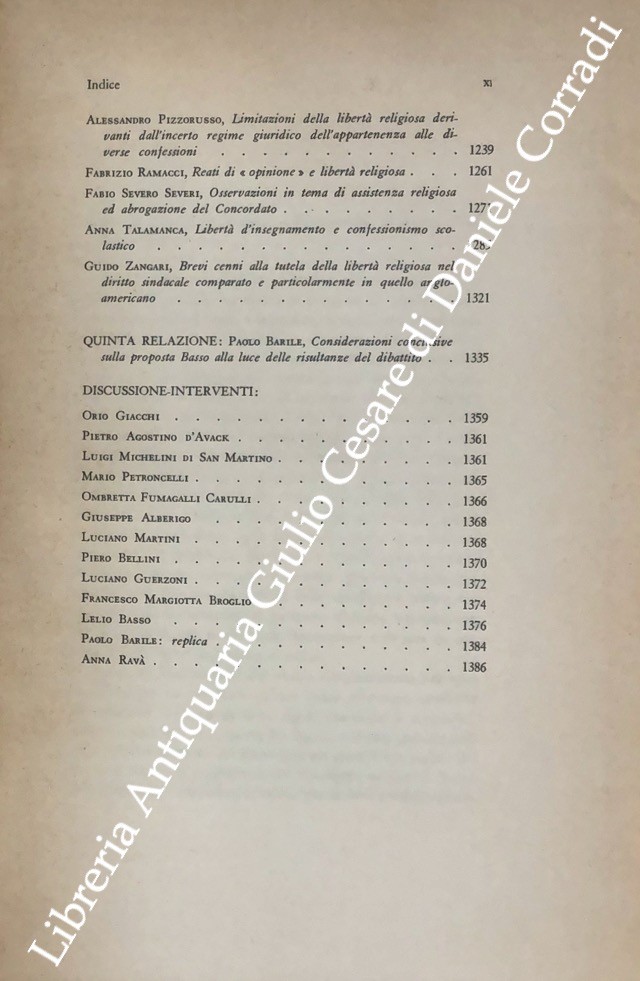 Indice XI
ALESSANDRO PIZZORUSSO, Limitazioni della libertà religiosa deri-
vanti dall'incerto regime giuridico dell'appartenenza alle di-
verse confessioni . . . . . . . . . . . 1239
FABRIZIO RAMACCI, Reati di « opinione » e libertà religiosa . . . 1261
FABIO SEVERO SEVERI, Osservazioni in tema di assistenza religiosa
ed abrogazione del Concordato . . . . . . . .
ANNA TALAMANCA, Libertà d'insegnamento e confessionismo sco-
lastico . . . . . . . . . . . . .
GUIDO ZANGARI, Brevi cenni alla tutela della libertà religiosa nel
diritto sindacale comparato e particolarmente in quello anglo-
americano . . . . . . . . . . . . 1321
QUINTA RELAZIONE: PAOLO BARILE, Considerazioni conclusive
sulla proposta Basso alla luce delle risultanze del dibattito . . 1335
DISCUSSIONE-INTERVENTI:
ORIO GIACCHI . . . . . . . . . . . . . . 1359
PIETRO AGOSTINO D'AVACK . . . . . . . . . . . 1361
LUIGI MICHELINI DI SAN MARTINO . . . . . . . . . 1361
MARIO PETRONCELLI . . . . . . . . . . . . . 1365
OMBRETTA FUMAGALLI CARULLI . . . . . . . . . . 1366
GIUSEPPE ALBERIGO . . . . . . . . . . . . 1368
LUCIANO MARTINI . . . . . . . . . . . . . 1368
PIERO BELLINI . . . . . . . . . . . . . . 1370
LUCIANO GUERZONI . . . . . . . . . . . . . 1372
FRANCESCO MARGIOTTA BROGLIO . . . . . . . . . 1374
LELIO BASSO . . . . . . . . . . . . . . . 1376
PAOLO BARILE: replica . . . . . . . . . . . . 1384
ANNA RAVÀ . . . . . . . . . . . . . . . 1386
Libreria Antiquaria Giulio Cesare di Daniele Corradi